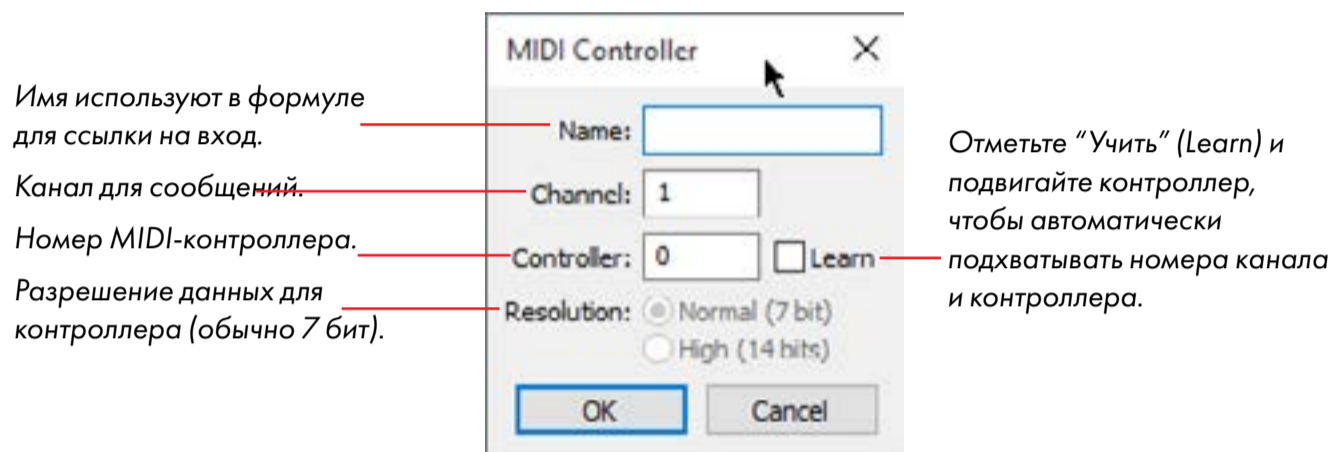 Имя используют в формуле
для ссылки на вход.
Канал для сообщений.
Номер MIDI-контроллера.
Разрешение данных для
контроллера (обычно 7 бит).
MIDI Controller
Name:
Channel: 1
Controller: 0 Learn
Resolution: Normal (7 bit)
High (14 bits)
OK Cancel
Отметьте “Учить” (Learn) и
подвигайте контроллер,
чтобы автоматически
подхватывать номера канала
и контроллера.